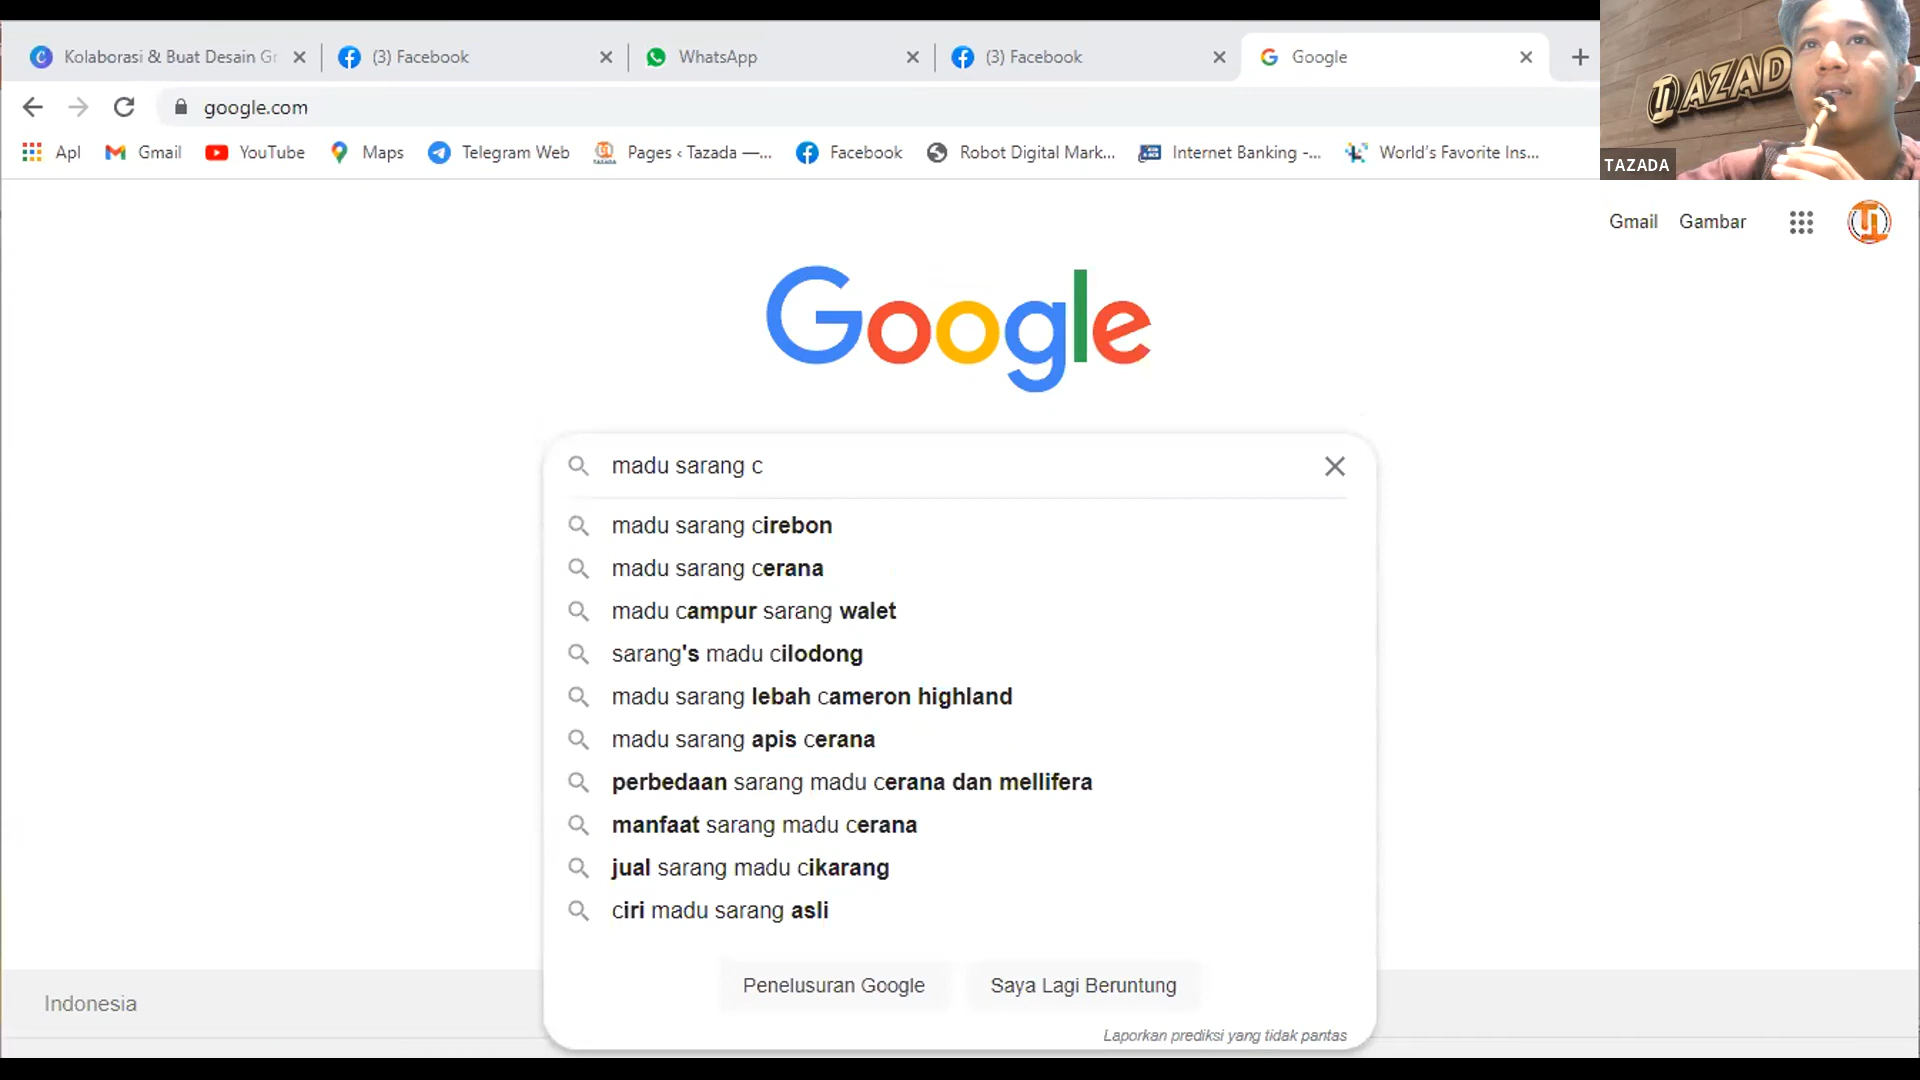 Kolaborasi & Buat Desain Gr
(3) Facebook
WhatsApp
(3) Facebook
Google
google.com
Apl
Gmail
YouTube
Maps
Telegram Web
Pages ‹ Tazada —...
Facebook
Robot Digital Mark...
Internet Banking -...
World's Favorite Ins...
AZAD
TAZADA
Gmail
Gambar
Google
madu sarang c
madu sarang cirebon
madu sarang cerana
madu campur sarang walet
sarang's madu cilodong
madu sarang lebah cameron highland
madu sarang apis cerana
perbedaan sarang madu cerana dan mellifera
manfaat sarang madu cerana
jual sarang madu cikarang
ciri madu sarang asli
Penelusuran Google
Saya Lagi Beruntung
Laporkan prediksi yang tidak pantas
Indonesia